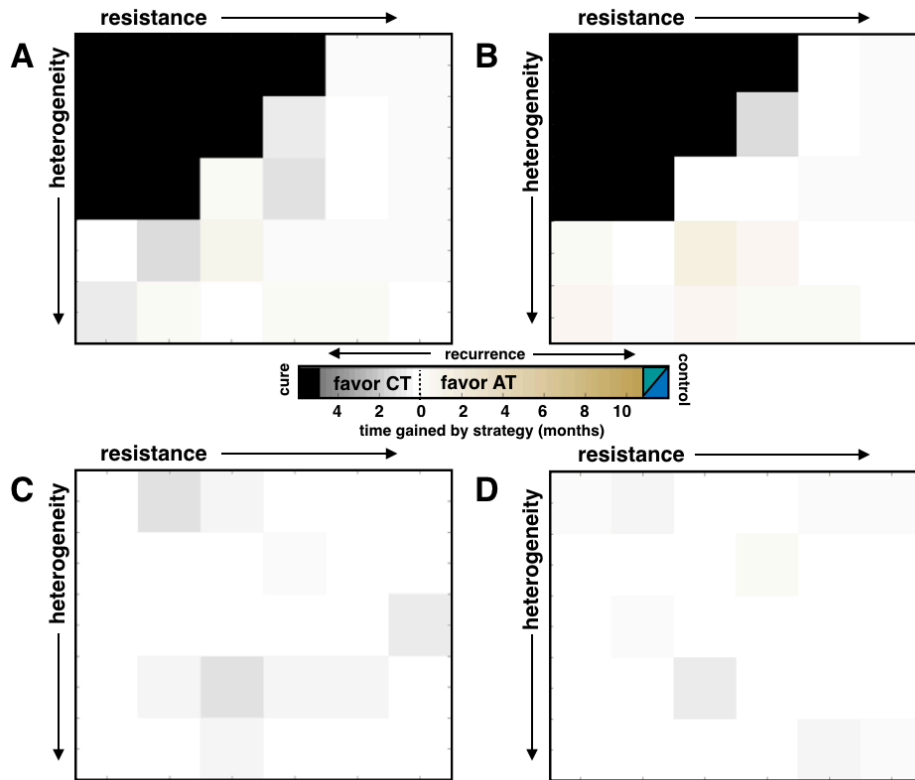 resistance
resistance
A
B
heterogeneity
heterogeneity
recurrence
cure
favor CT
favor AT
control
4 2 0 2 4 6 8 10
time gained by strategy (months)
resistance
resistance
C
D
heterogeneity
heterogeneity